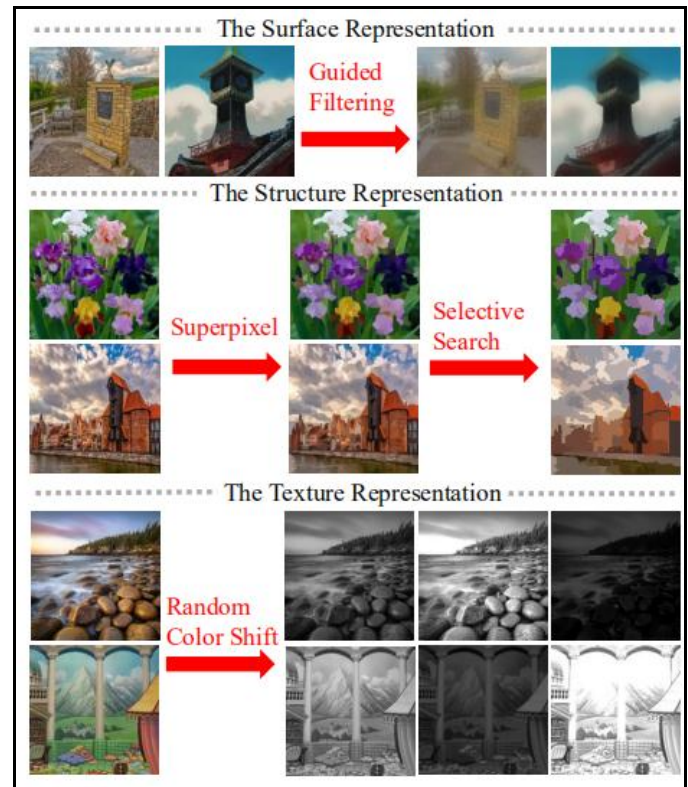 The Surface Representation
Guided
Filtering
The Structure Representation
Superpixel
Selective
Search
The Texture Representation
Random
Color Shift